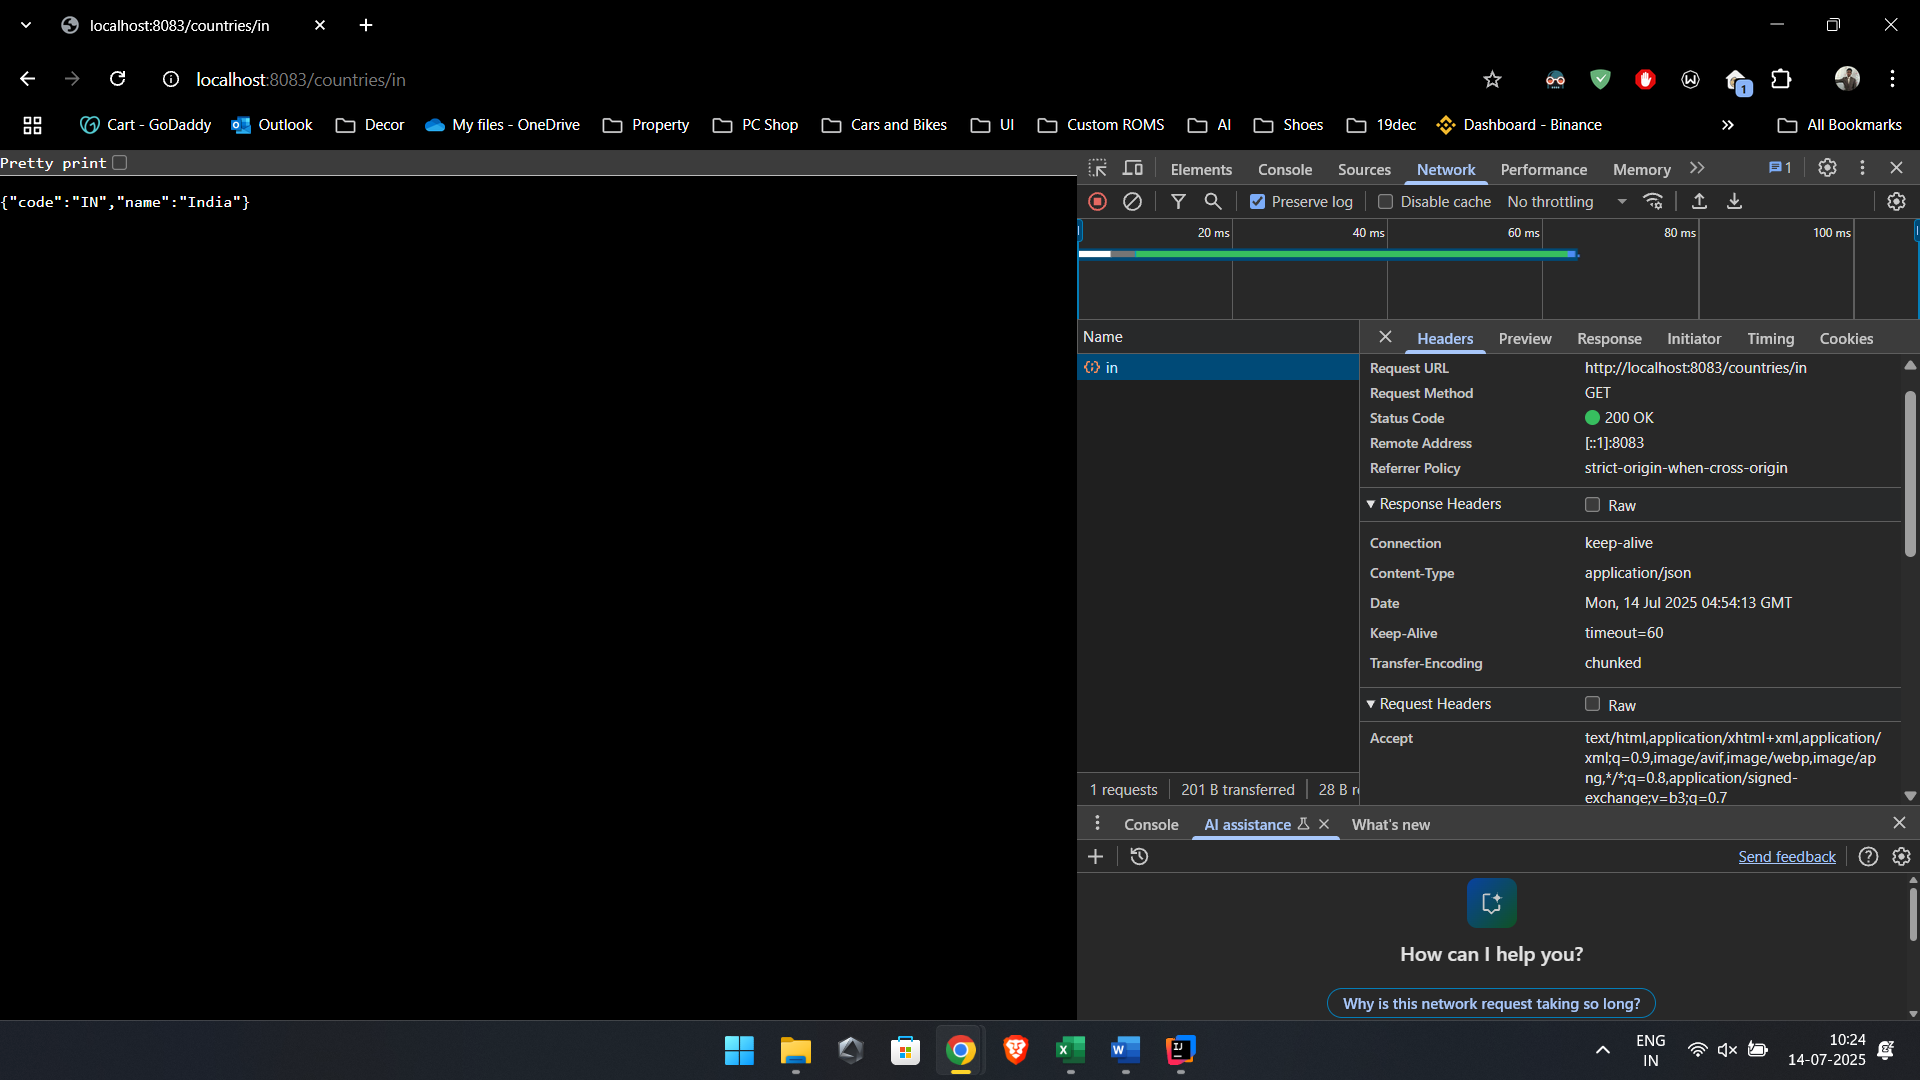 localhost:8083/countries/in
localhost:8083/countries/in
1
Cart - GoDaddy Outlook Decor My files - OneDrive Property PC Shop Cars and Bikes UI Custom ROMS AI Shoes 19dec Dashboard - Binance All Bookmarks
Pretty print
{"code":"IN","name":"India"}
Elements Console Sources Network Performance Memory 1
Preserve log Disable cache No throttling
20 ms 40 ms 60 ms 80 ms 100 ms
Name
in
1 requests 201 B transferred 28 B r
Headers Preview Response Initiator Timing Cookies
Request URL http://localhost:8083/countries/in
Request Method GET
Status Code 200 OK
Remote Address [::1]:8083
Referrer Policy strict-origin-when-cross-origin
Response Headers Raw
Connection keep-alive
Content-Type application/json
Date Mon, 14 Jul 2025 04:54:13 GMT
Keep-Alive timeout=60
Transfer-Encoding chunked
Request Headers Raw
Accept text/html,application/xhtml+xml,application/
xml;q=0.9,image/avif,image/webp,image/ap
ng,*/*;q=0.8,application/signed-
exchange;v=b3;q=0.7
Console AI assistance What's new
Send feedback
How can I help you?
Why is this network request taking so long?
ENG
IN
10:24
14-07-2025